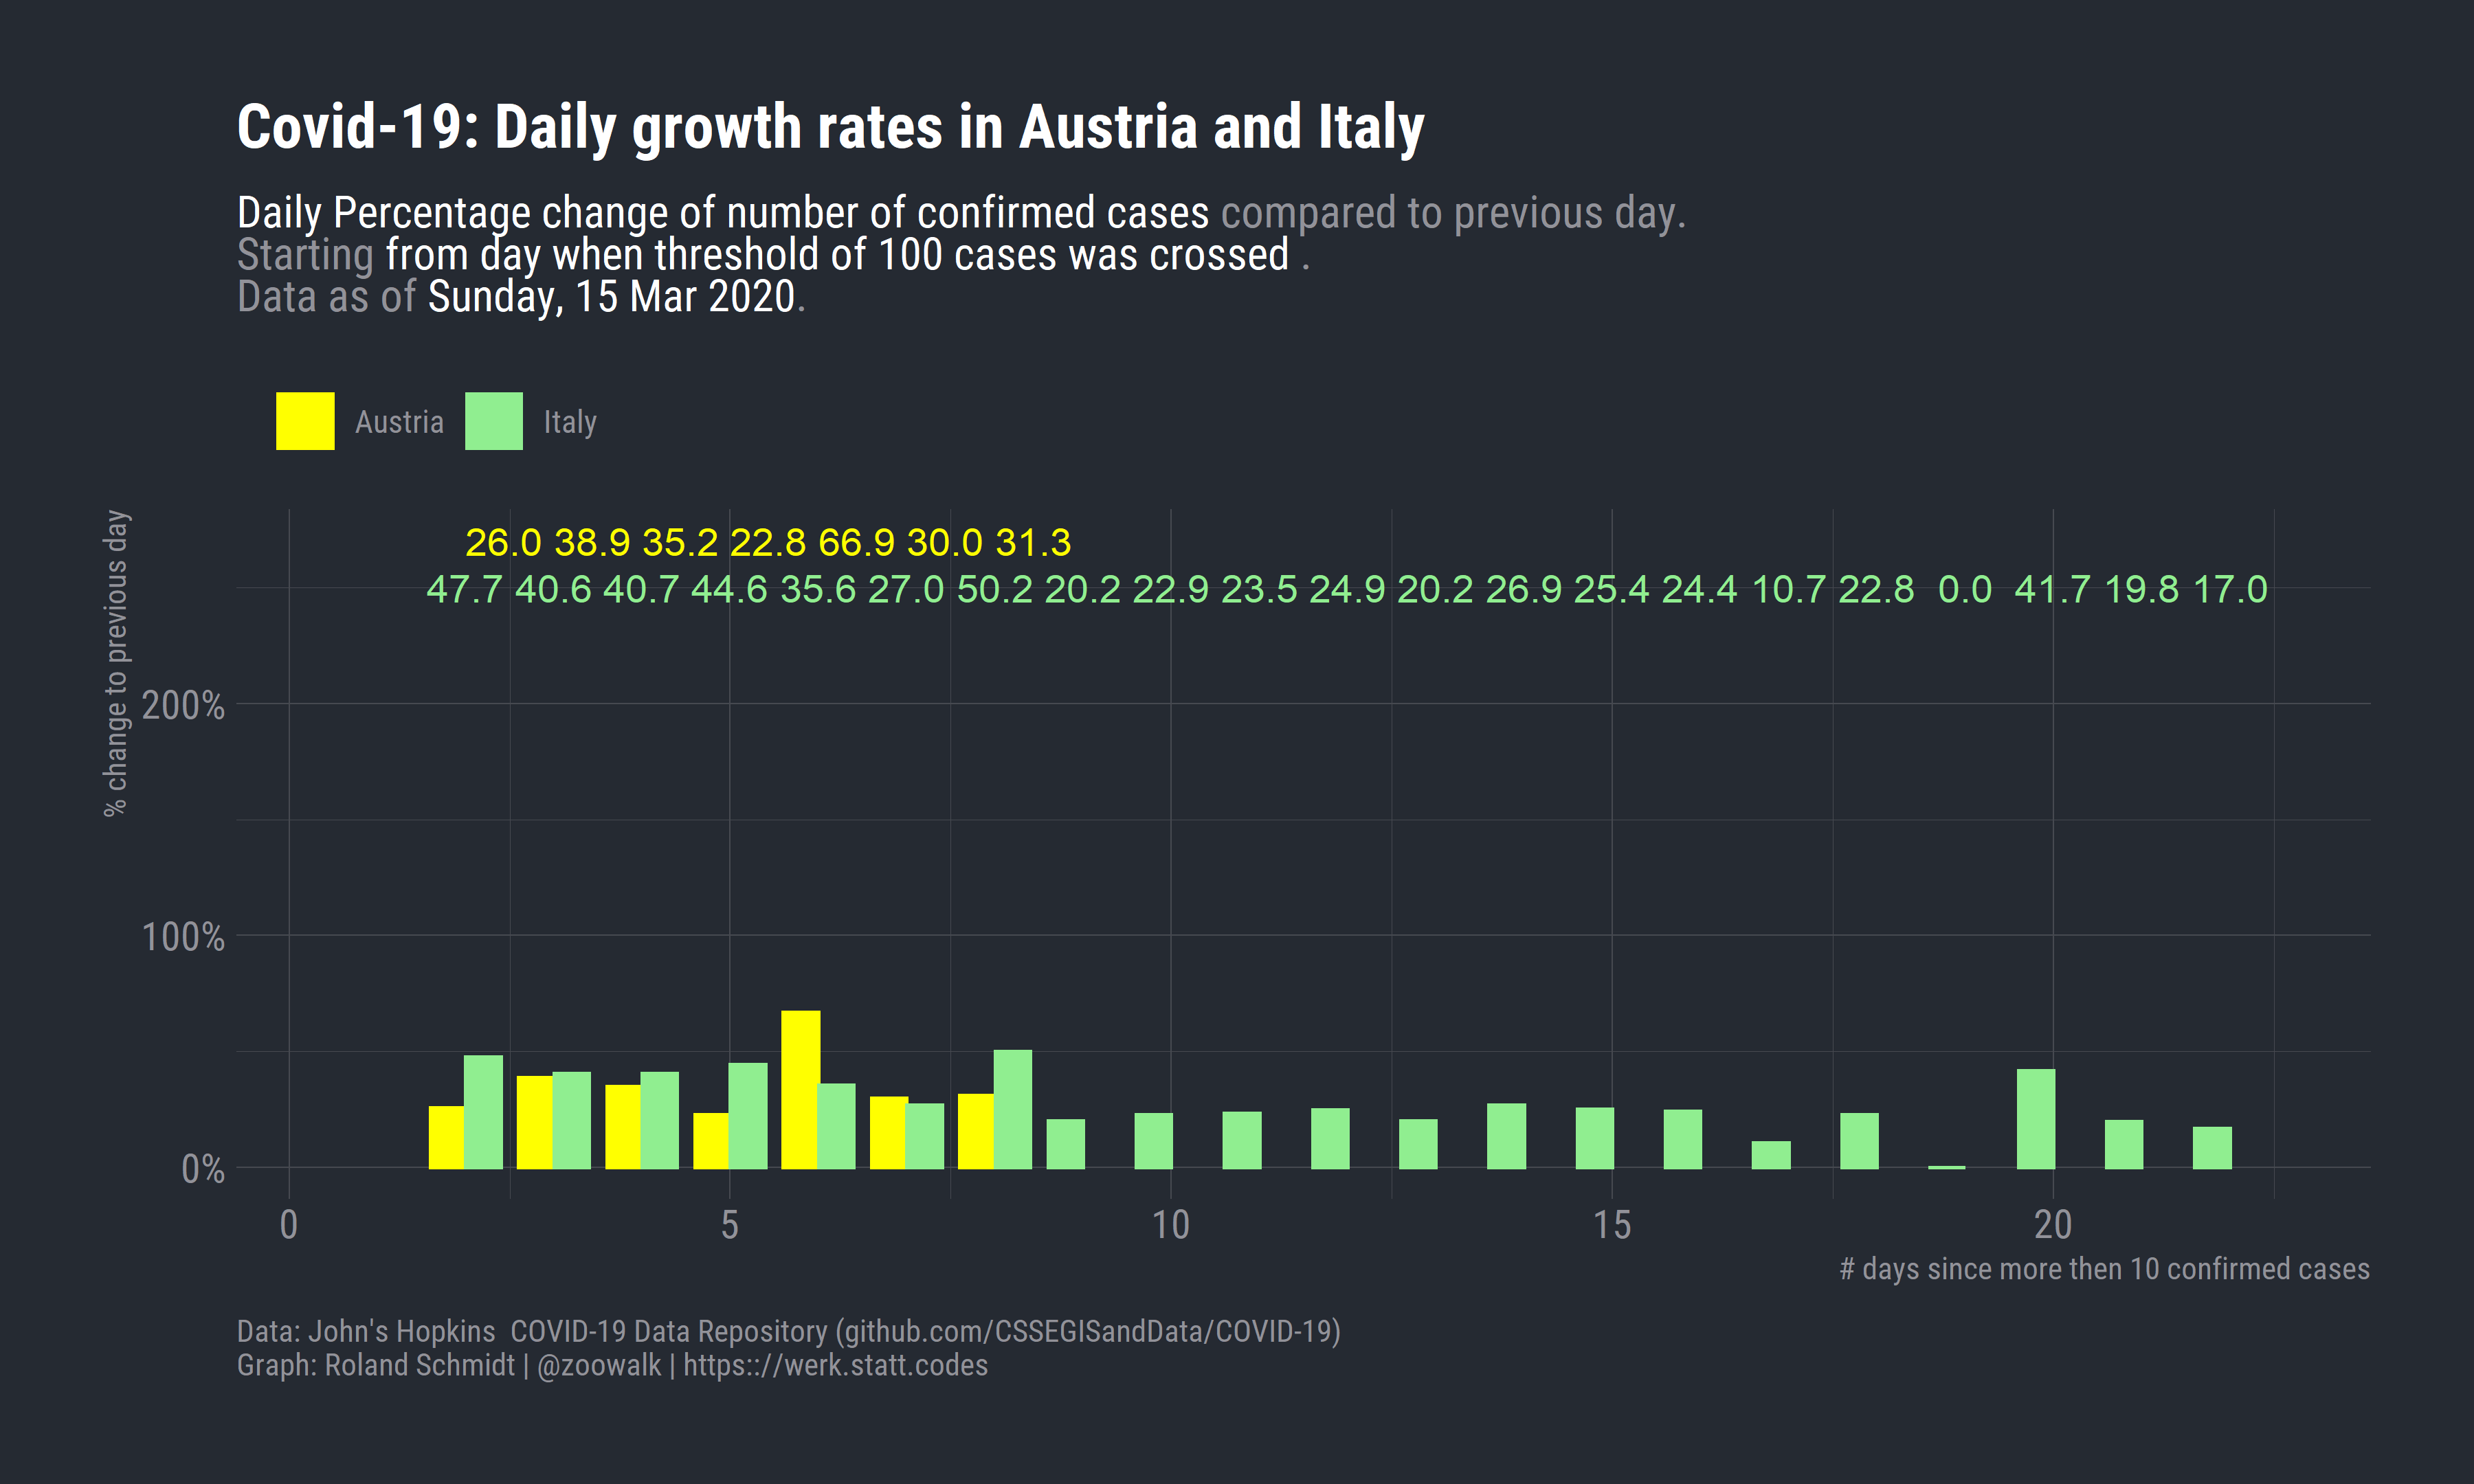 Covid-19: Daily growth rates in Austria and Italy
Daily Percentage change of number of confirmed cases compared to previous day.
Starting from day when threshold of 100 cases was crossed .
Data as of Sunday, 15 Mar 2020.
Austria Italy
% change to previous day
26.0 38.9 35.2 22.8 66.9 30.0 31.3
47.7 40.6 40.7 44.6 35.6 27.0 50.2 20.2 22.9 23.5 24.9 20.2 26.9 25.4 24.4 10.7 22.8 0.0 41.7 19.8 17.0
200%
100%
0%
0 5 10 15 20
# days since more then 10 confirmed cases
Data: John's Hopkins  COVID-19 Data Repository (github.com/CSSEGISandData/COVID-19)
Graph: Roland Schmidt | @zoowalk | https:://werk.statt.codes